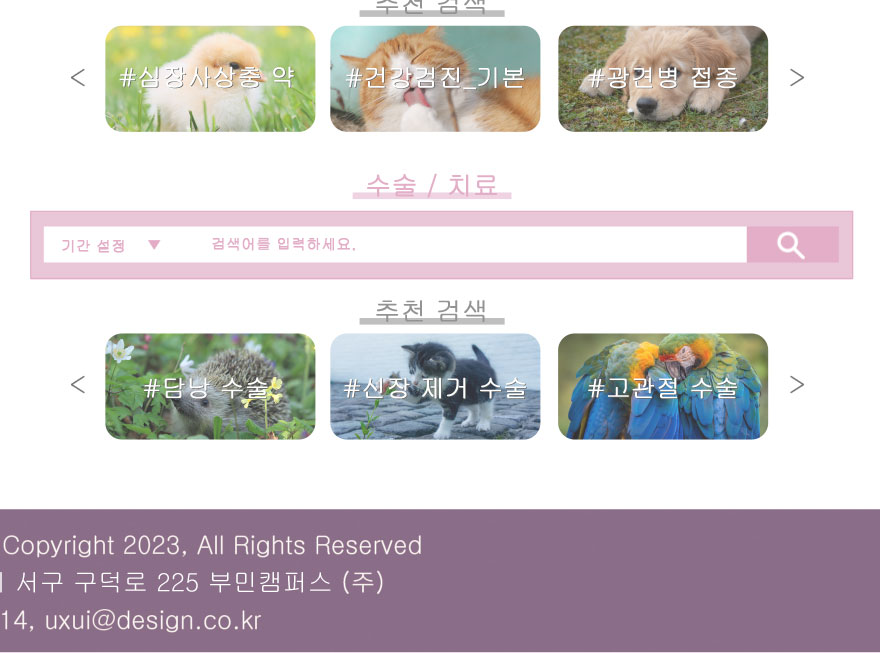 추천 검색
< #심장사상충 약 #건강검진_기본 #광견병 접종 >
수술 / 치료
기간 설정 ▼ 검색어를 입력하세요.
추천 검색
< #담낭 수술 #신장 제거 수술 #고관절 수술 >
Copyright 2023, All Rights Reserved
서구 구덕로 225 부민캠퍼스 (주)
14, uxui@design.co.kr